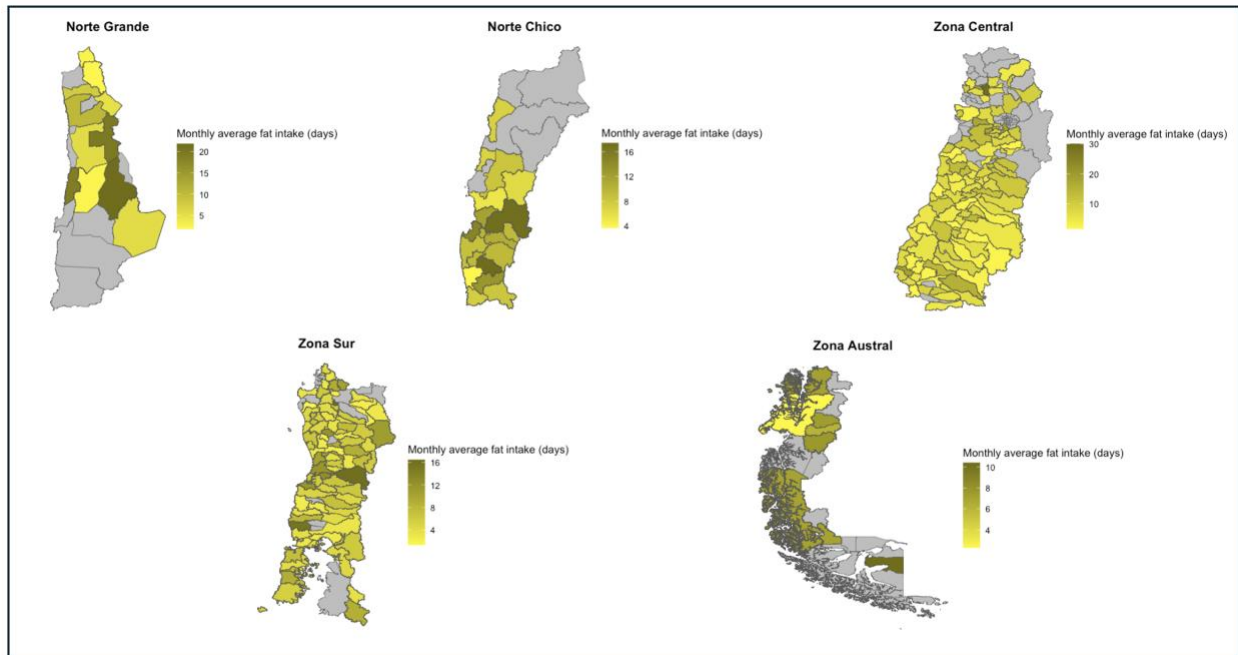 Norte Grande
Monthly average fat intake (days)
20
15
10
5
Norte Chico
Monthly average fat intake (days)
16
12
8
4
Zona Central
Monthly average fat intake (days)
30
20
10
Zona Sur
Monthly average fat intake (days)
16
12
8
4
Zona Austral
Monthly average fat intake (days)
10
8
6
4